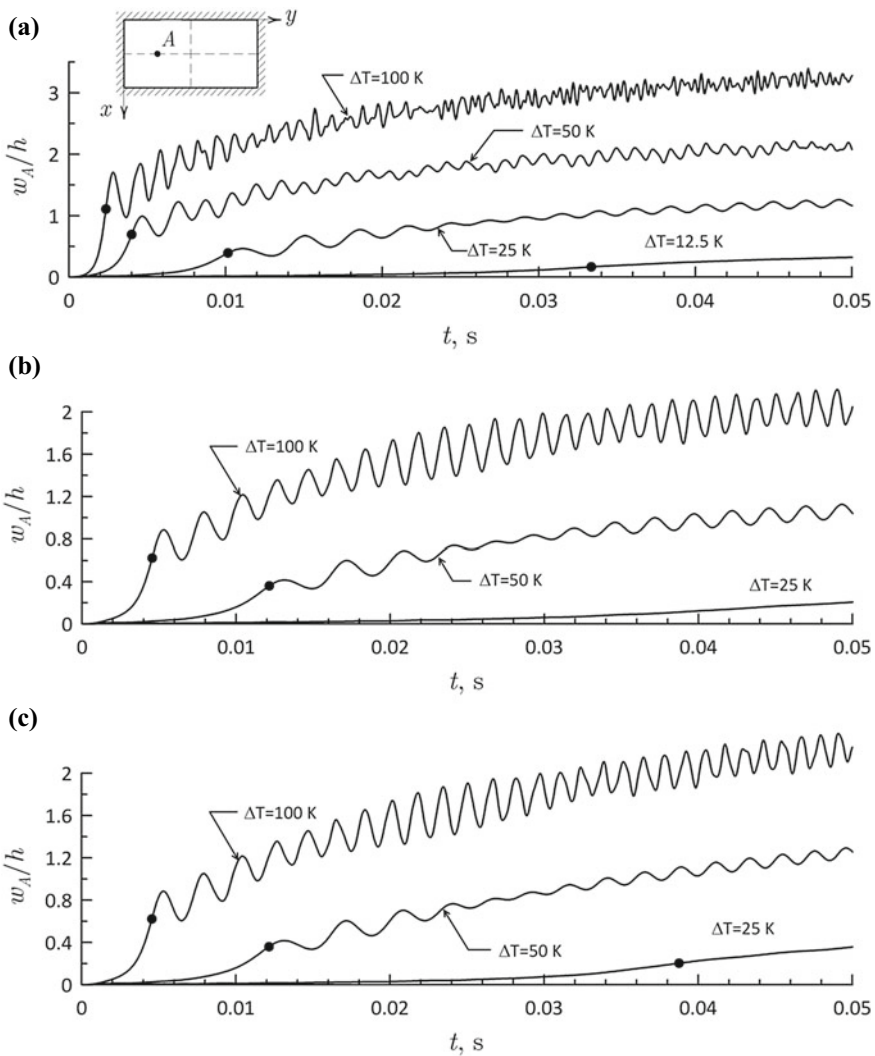 (a)
y
A
x
ΔT=100 K
ΔT=50 K
ΔT=25 K
ΔT=12.5 K
3
2
1
0
w_A/h
0 0.01 0.02 0.03 0.04 0.05
t, s
(b)
2
1.6
1.2
0.8
0.4
0
w_A/h
ΔT=100 K
ΔT=50 K
ΔT=25 K
0 0.01 0.02 0.03 0.04 0.05
t, s
(c)
2
1.6
1.2
0.8
0.4
0
w_A/h
ΔT=100 K
ΔT=25 K
ΔT=50 K
0 0.01 0.02 0.03 0.04 0.05
t, s